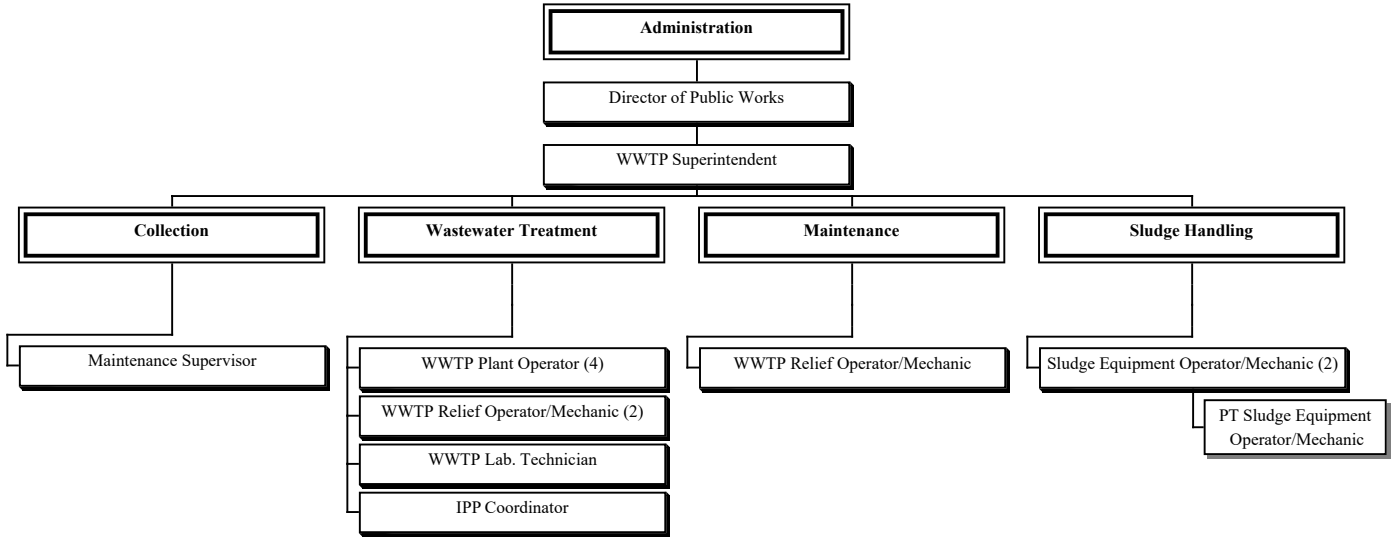 Administration
Director of Public Works
WWTP Superintendent
Collection
Wastewater Treatment
Maintenance
Sludge Handling
Maintenance Supervisor
WWTP Plant Operator (4)
WWTP Relief Operator/Mechanic
Sludge Equipment Operator/Mechanic (2)
WWTP Relief Operator/Mechanic (2)
PT Sludge Equipment
Operator/Mechanic
WWTP Lab. Technician
IPP Coordinator